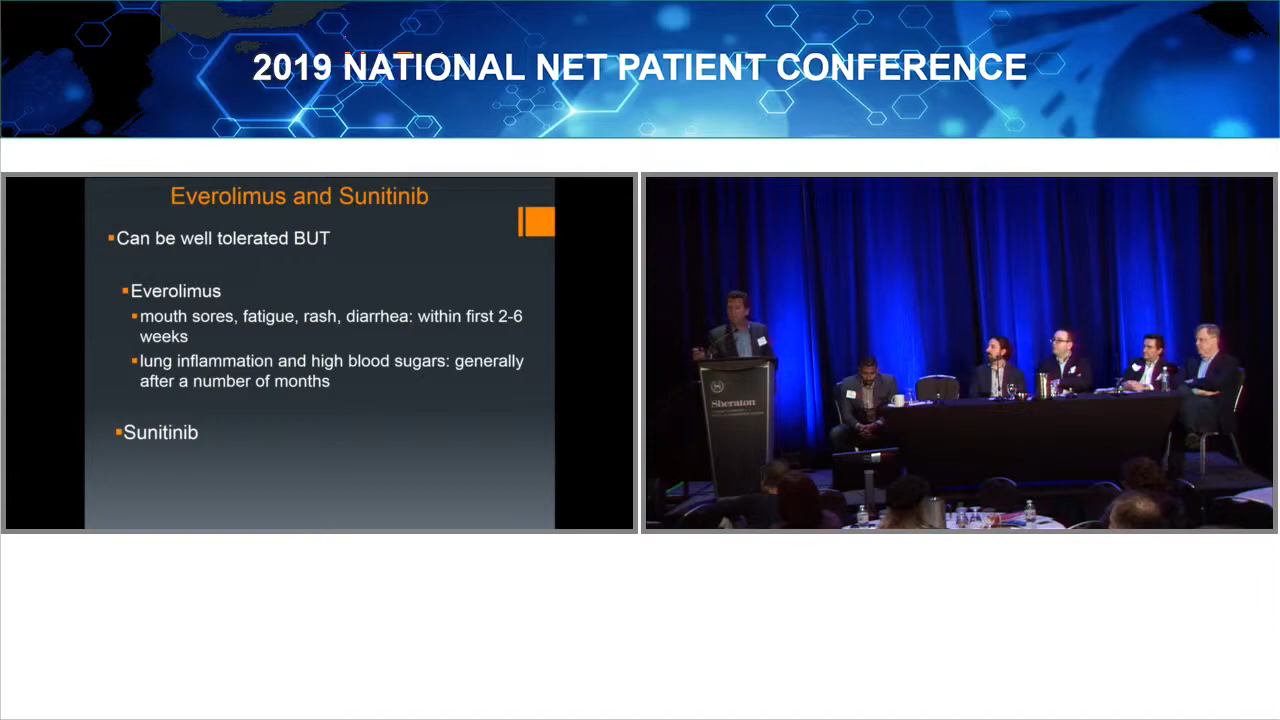 2019 NATIONAL NET PATIENT CONFERENCE
Everolimus and Sunitinib
▪Can be well tolerated BUT
▪Everolimus
▪mouth sores, fatigue, rash, diarrhea: within first 2-6
weeks
▪lung inflammation and high blood sugars: generally
after a number of months
▪Sunitinib
Sheraton